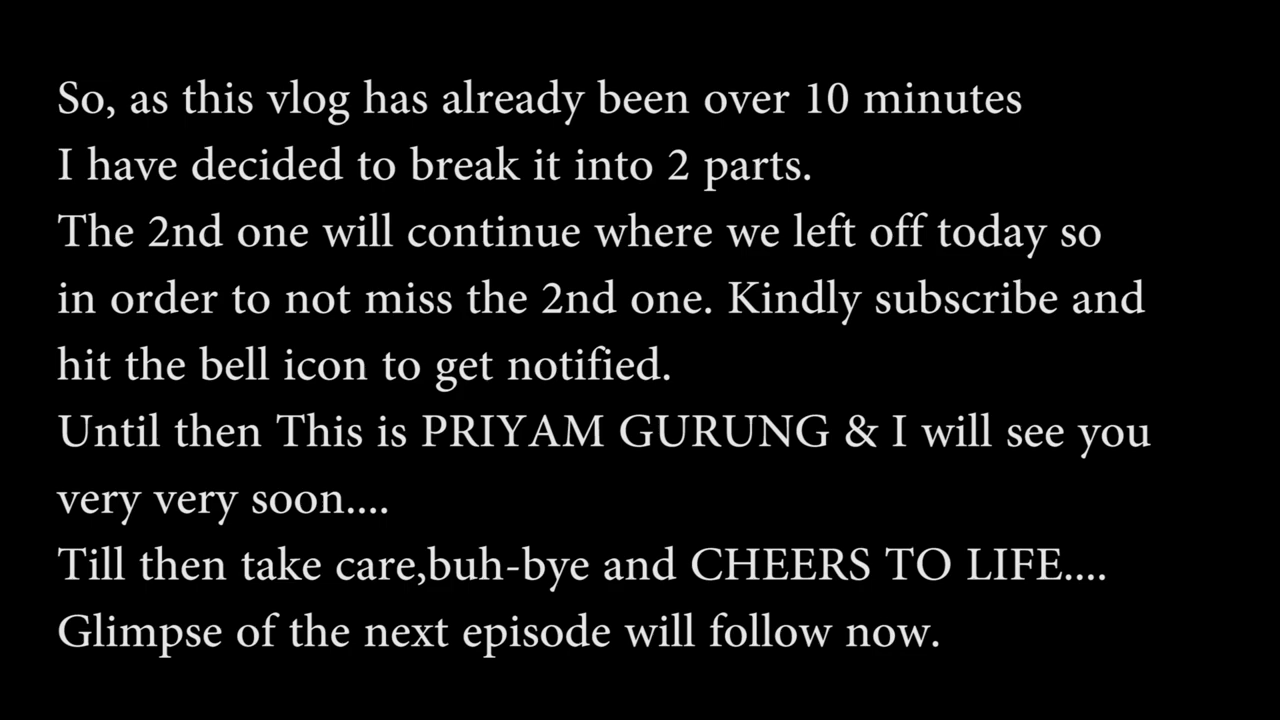 So, as this vlog has already been over 10 minutes
I have decided to break it into 2 parts.
The 2nd one will continue where we left off today so
in order to not miss the 2nd one. Kindly subscribe and
hit the bell icon to get notified.
Until then This is PRIYAM GURUNG & I will see you
very very soon....
Till then take care,buh-bye and CHEERS TO LIFE....
Glimpse of the next episode will follow now.